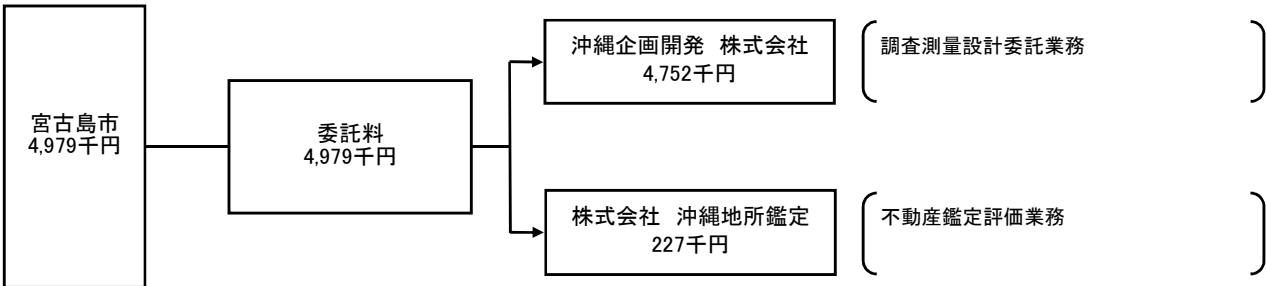 宮古島市
4,979千円
委託料
4,979千円
沖縄企画開発 株式会社
4,752千円
調査測量設計委託業務
株式会社 沖縄地所鑑定
227千円
不動産鑑定評価業務